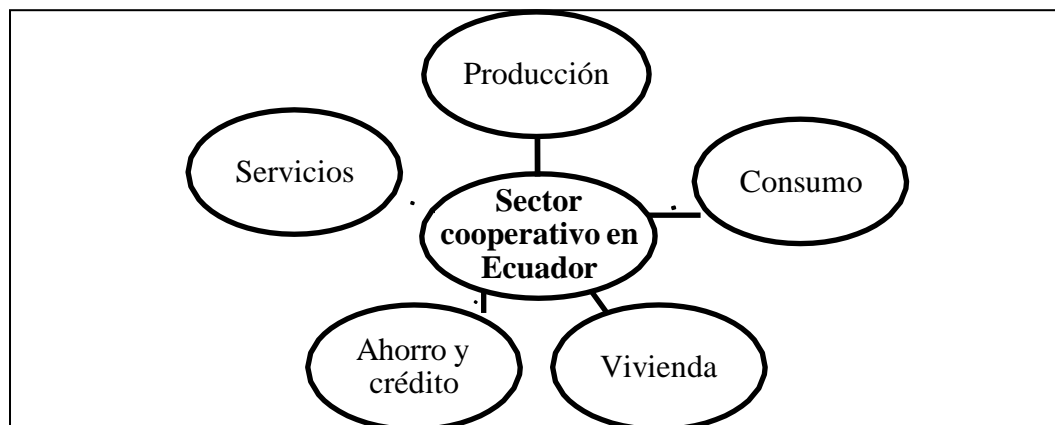 Producción
Servicios
Consumo
Sector
cooperativo en
Ecuador
Ahorro y
crédito
Vivienda